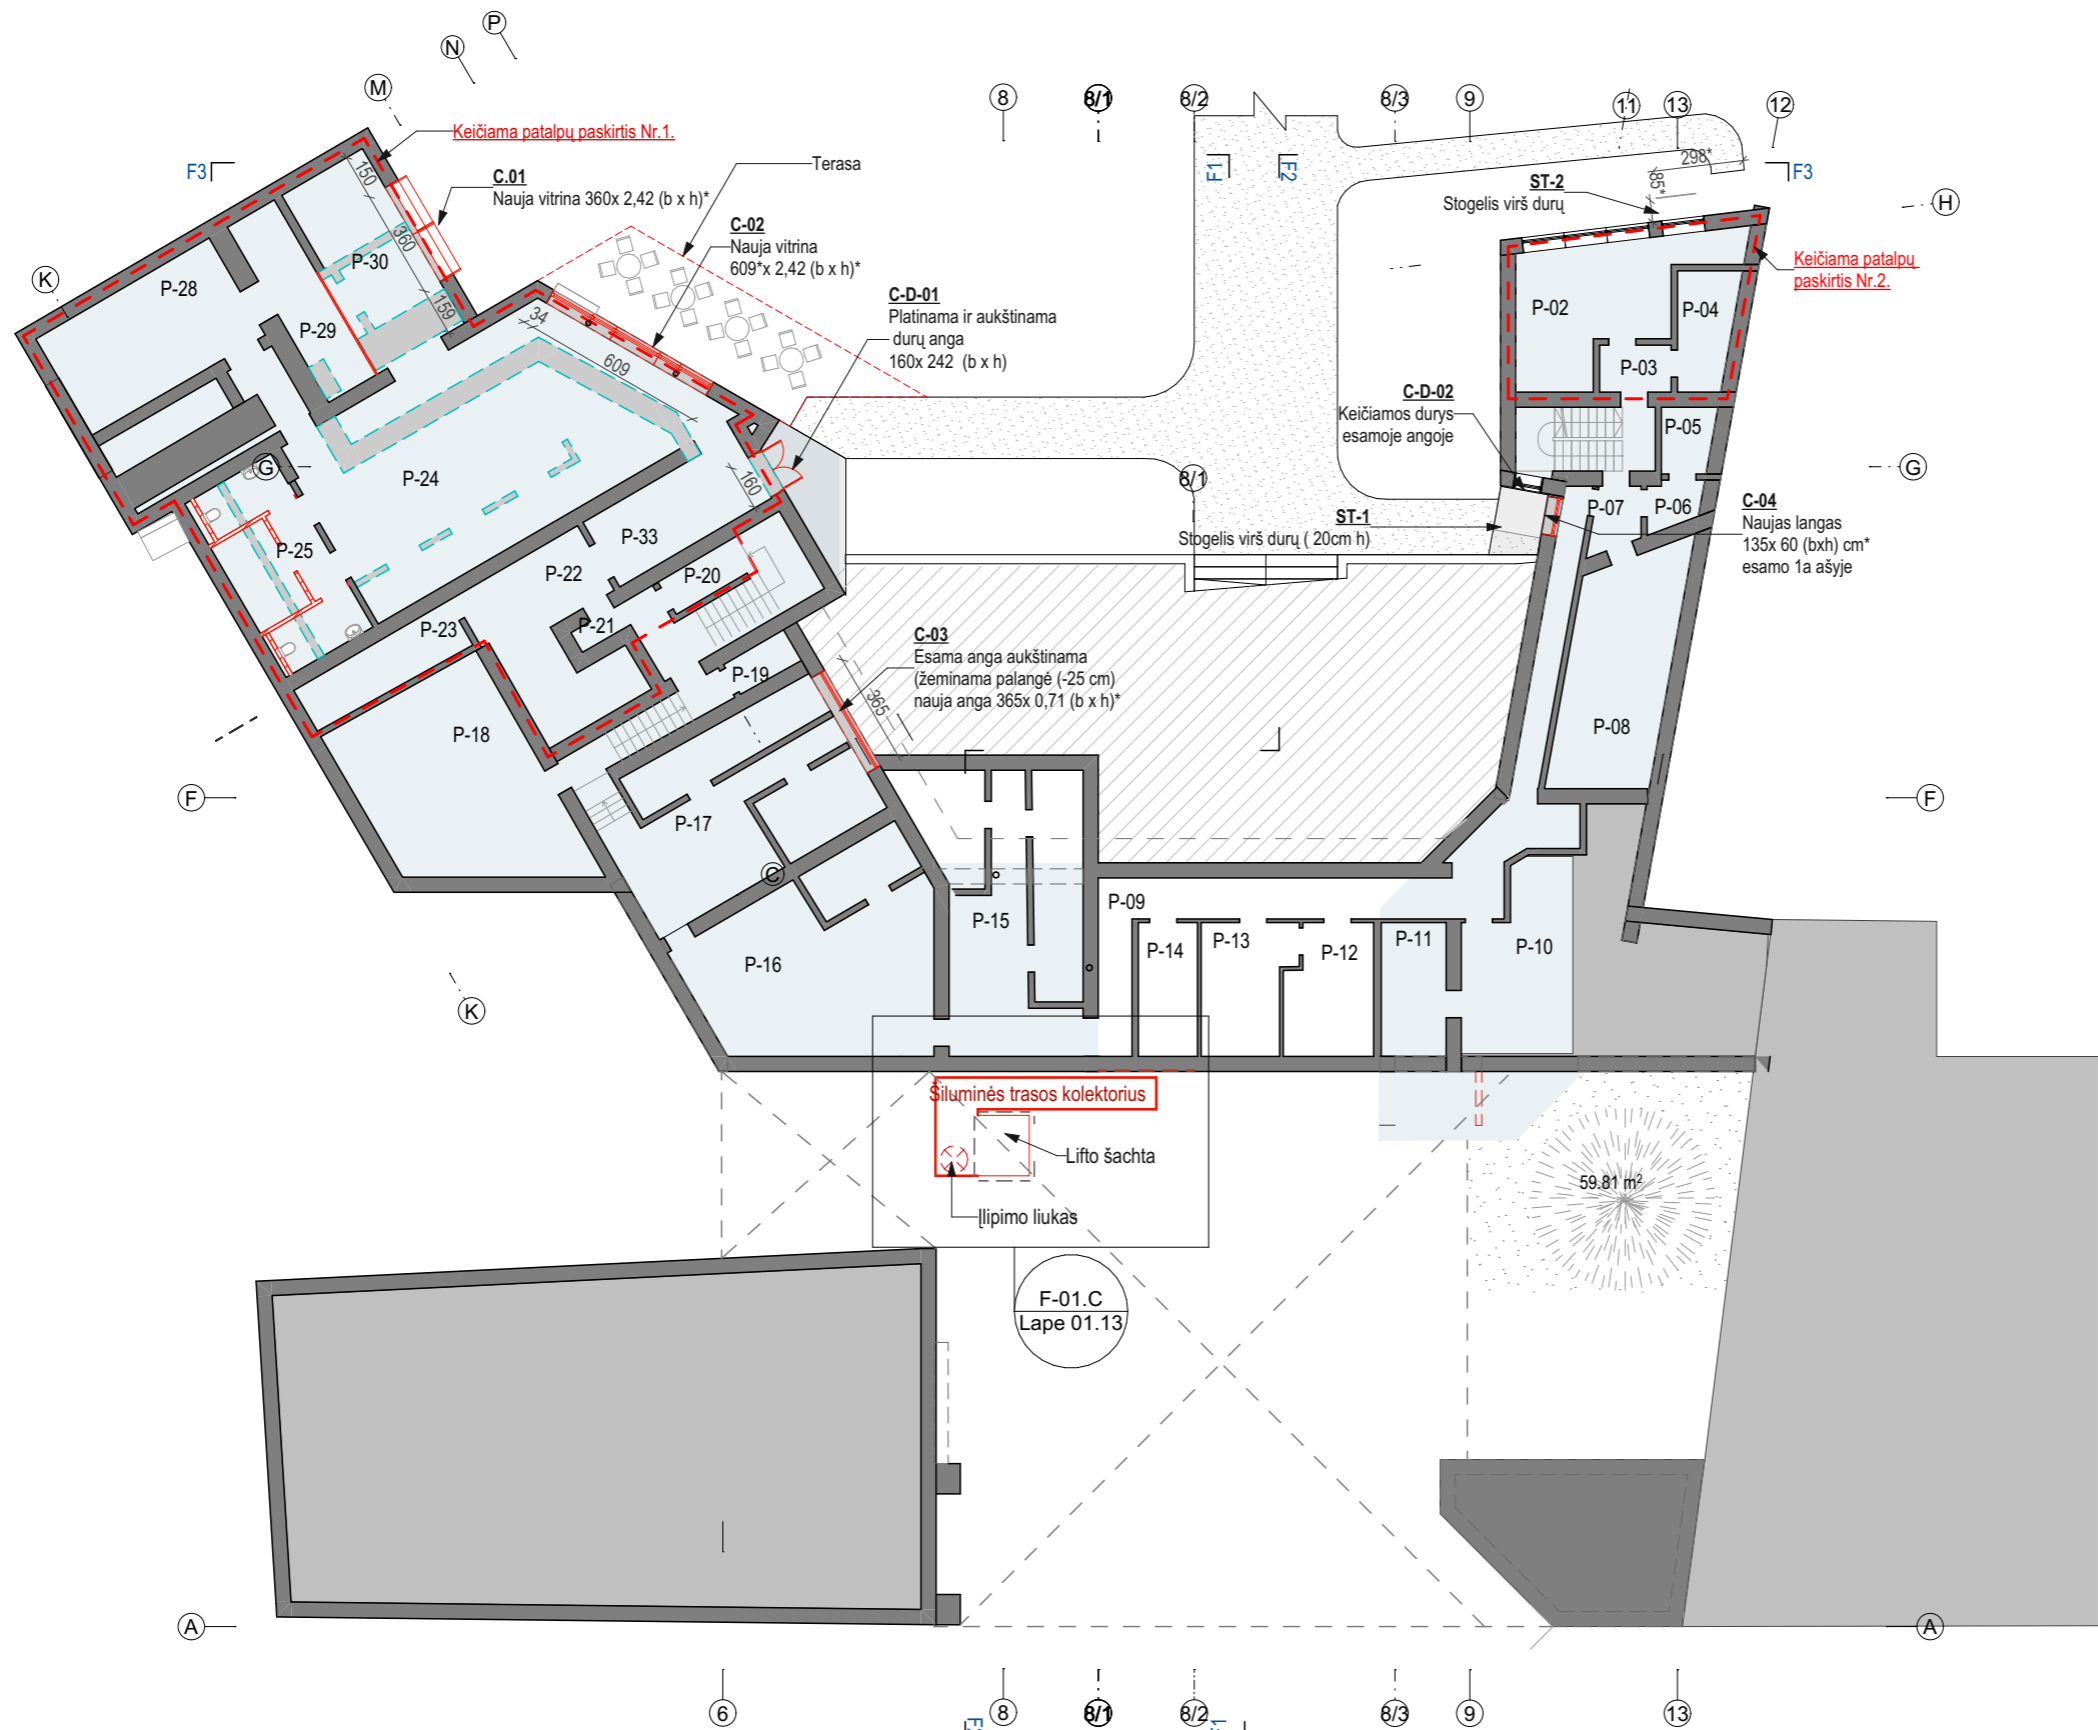 P
N
M
8
8/1
8/2
8/3
9
11
13
12
Keičiama patalpų paskirtis Nr.1.
F3
C.01
Nauja vitrina 360x 2,42 (b x h)*
Terasa
F1
F2
298*
85*
F3
ST-2
Stogelis virš durų
H
150
360
159
P-30
C-02
Nauja vitrina
609*x 2,42 (b x h)*
Keičiama patalpų
paskirtis Nr.2.
K
P-28
P-29
C-D-01
Platinama ir aukštinama
durų anga
160x 242 (b x h)
34
609
P-02
P-04
P-03
C-D-02
Keičiamos durys
esamoje angoje
P-05
G
P-24
160
8/1
G
P-07
P-06
C-04
Naujas langas
135x 60 (bxh) cm*
esamo 1a ašyje
ST-1
Stogelis virš durų ( 20cm h)
P-25
P-33
P-22
P-20
P-23
P-21
P-19
C-03
Esama anga aukštinama
(žeminama palangė (-25 cm)
nauja anga 365x 0,71 (b x h)*
365
P-18
P-08
F
F
P-17
C
P-09
P-15
P-14
P-13
P-12
P-11
P-10
P-16
K
Šiluminės trasos kolektorius
Lifto šachta
59.81 m²
Įlipimo liukas
F-01.C
Lape 01.13
A
A
6
8
8/1
8/2
8/3
9
13